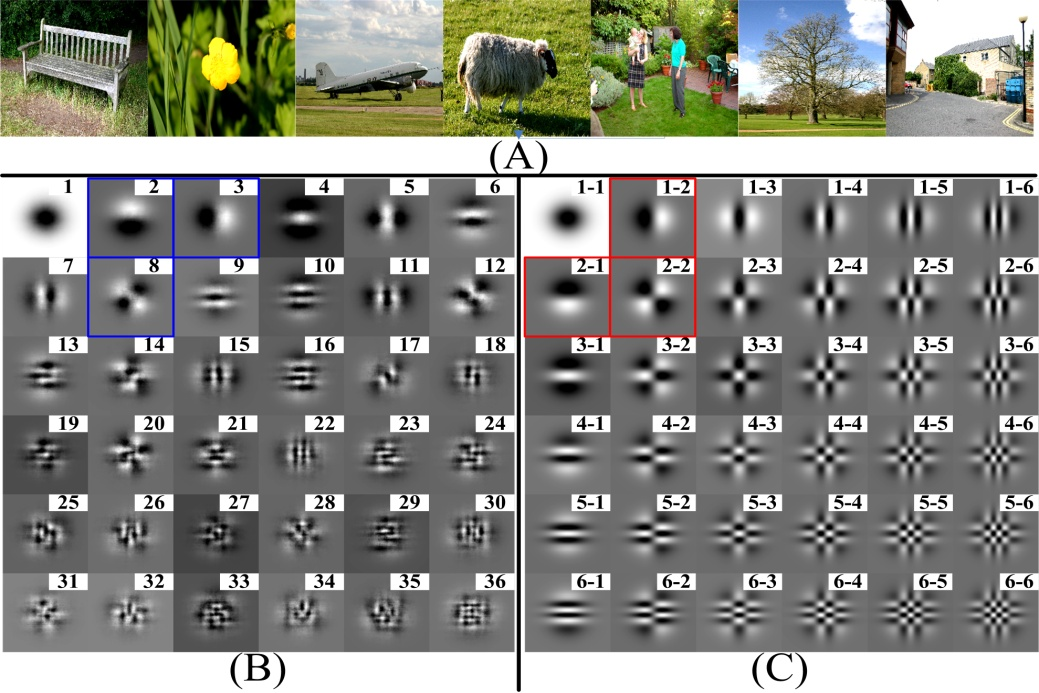 (A)
1 2 3 4 5 6
7 8 9 10 11 12
13 14 15 16 17 18
19 20 21 22 23 24
25 26 27 28 29 30
31 32 33 34 35 36
(B)
1-1 1-2 1-3 1-4 1-5 1-6
2-1 2-2 2-3 2-4 2-5 2-6
3-1 3-2 3-3 3-4 3-5 3-6
4-1 4-2 4-3 4-4 4-5 4-6
5-1 5-2 5-3 5-4 5-5 5-6
6-1 6-2 6-3 6-4 6-5 6-6
(C)